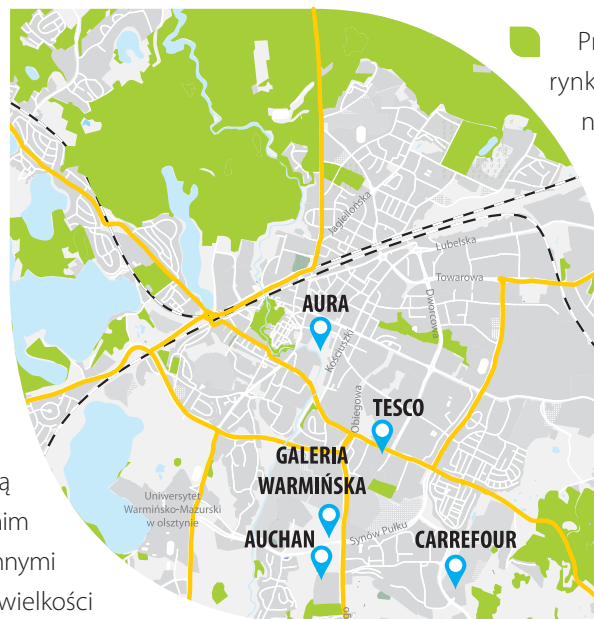 Pr
rynk
n
Jagiellońska
Lubelska
Towarowa
Dworcowa
AURA
Kościuszki
Obiegowa
TESCO
GALERIA
WARMIŃSKA
Uniwersytet
Warmińsko-Mazurski
w olsztynie
Synów Pułku
AUCHAN
CARREFOUR
ą
nim
nnymi
wielkości
go